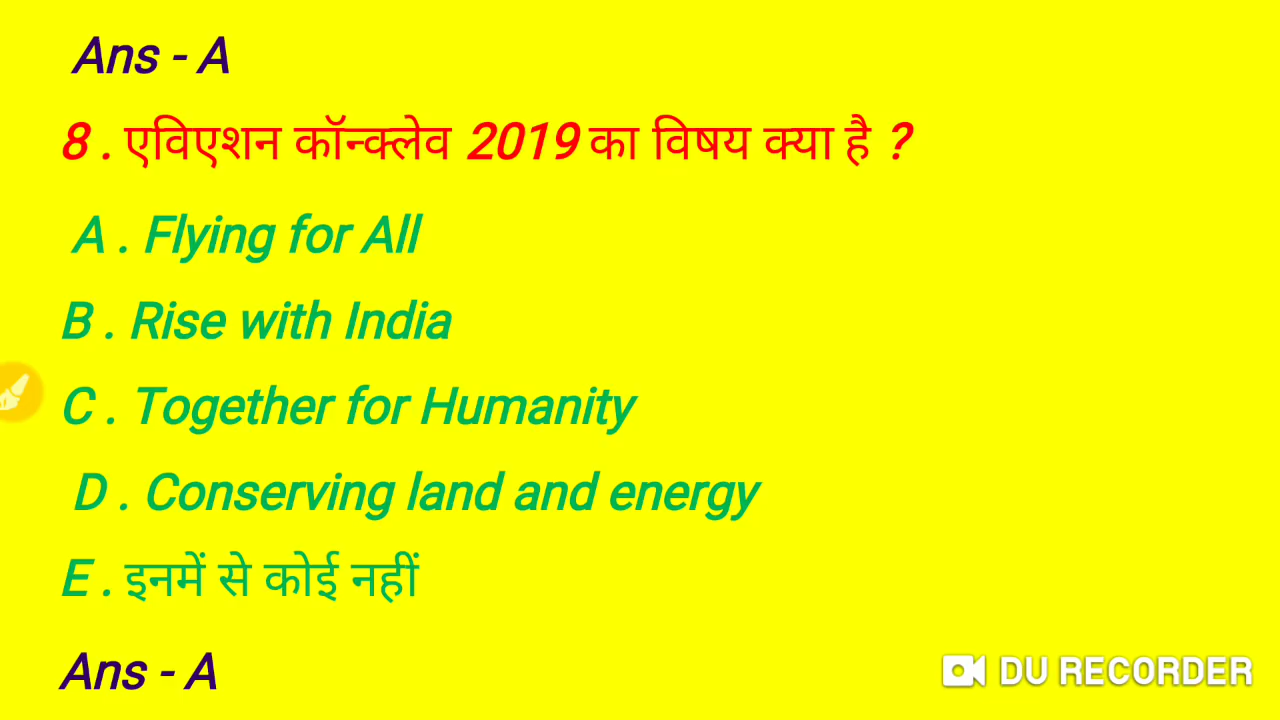 Ans - A
8 . एविएशन कॉन्क्लेव 2019 का विषय क्या है ?
A . Flying for All
B . Rise with India
C . Together for Humanity
D . Conserving land and energy
E . इनमें से कोई नहीं
Ans - A
DU RECORDER